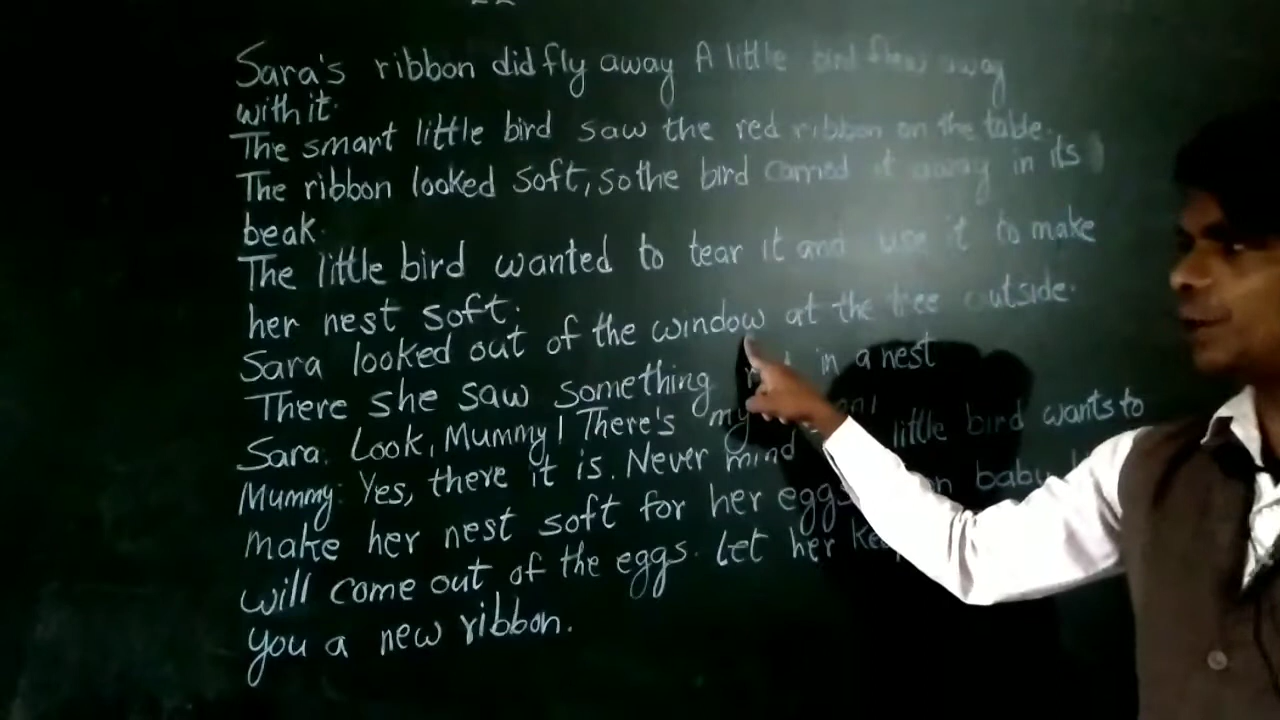 Sara's ribbon did fly away A little bird flew away
with it.
The smart little bird saw the red ribbon on the table.
The ribbon looked soft, so the bird carried it away in its
beak.
The little bird wanted to tear it and use it to make
her nest soft.
Sara looked out of the window at the tree outside.
There she saw something in a nest
Sara: Look, Mummy! There's my
Mummy: Yes, there it is. Never mind little bird wants to
make her nest soft for her eggs baby
will come out of the eggs. Let her
you a new ribbon.